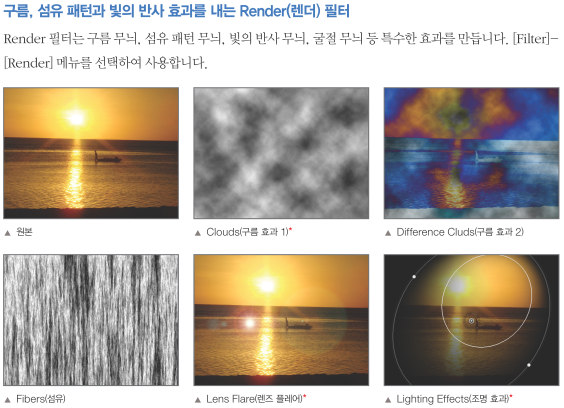 구름, 섬유 패턴과 빛의 반사 효과를 내는 Render(렌더) 필터
Render 필터는 구름 무늬, 섬유 패턴 무늬, 빛의 반사 무늬, 굴절 무늬 등 특수한 효과를 만듭니다. [Filter]-
[Render] 메뉴를 선택하여 사용합니다.
▲ 원본
▲ Clouds(구름 효과 1)*
▲ Difference Cluds(구름 효과 2)
▲ Fibers(섬유)
▲ Lens Flare(렌즈 플레어)*
▲ Lighting Effects(조명 효과)*